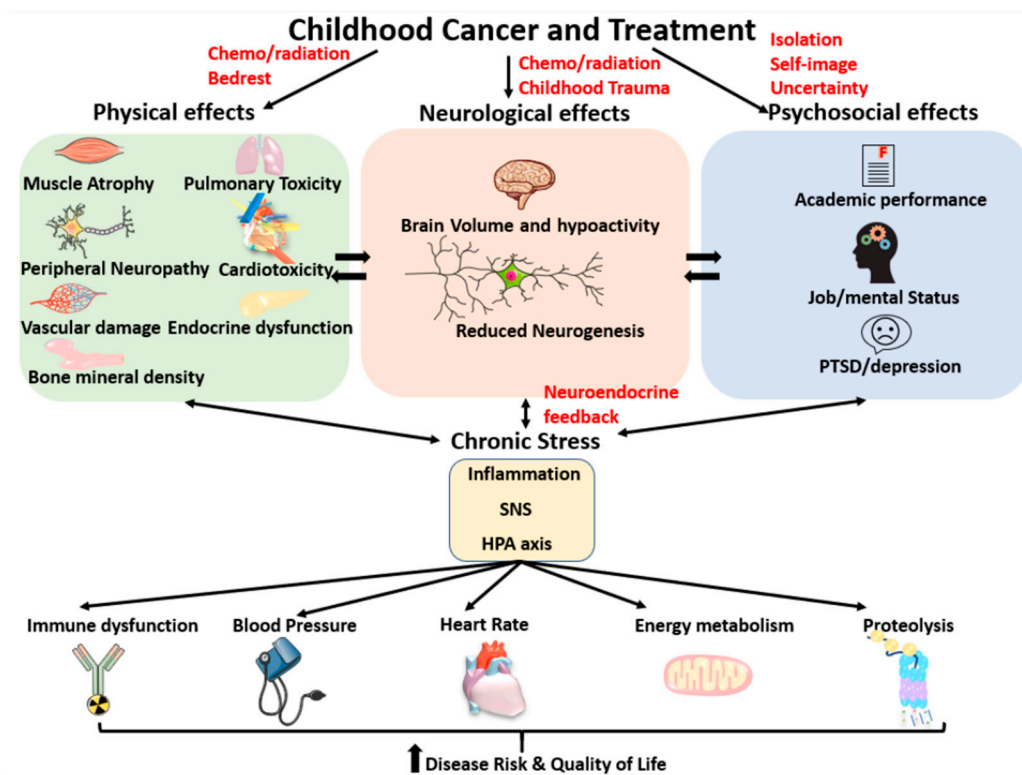 Childhood Cancer and Treatment
Chemo/radiation
Bedrest
Chemo/radiation
Childhood Trauma
Isolation
Self-image
Uncertainty
Physical effects
Neurological effects
Psychosocial effects
Muscle Atrophy
Pulmonary Toxicity
Peripheral Neuropathy
Cardiotoxicity
Vascular damage
Endocrine dysfunction
Bone mineral density
Brain Volume and hypoactivity
Reduced Neurogenesis
F
Academic performance
Job/mental Status
PTSD/depression
Neuroendocrine
feedback
Chronic Stress
Inflammation
SNS
HPA axis
Immune dysfunction
Blood Pressure
Heart Rate
Energy metabolism
Proteolysis
Disease Risk & Quality of Life